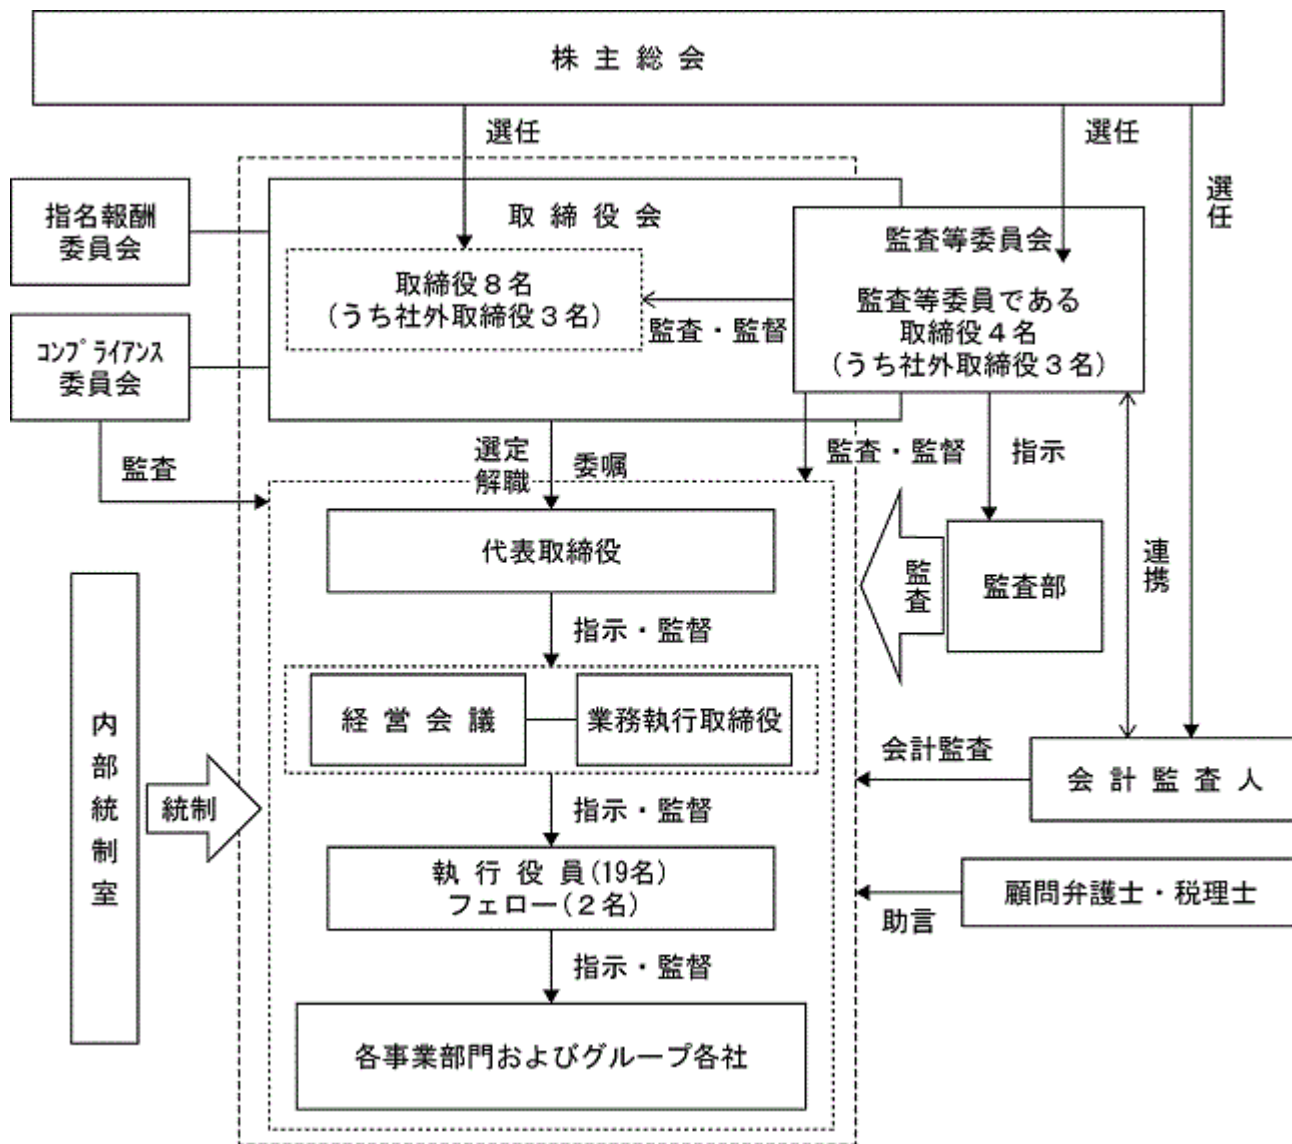 株主総会
選任
選任
選任
指名報酬
委員会
取締役会
監査等委員会
取締役８名
(うち社外取締役３名)
監査・監督
監査等委員である
取締役４名
(うち社外取締役３名)
ｺﾝﾌﾟﾗｲｱﾝｽ
委員会
監査
選定
解職
委嘱
監査・監督
指示
代表取締役
監査
監査部
連携
指示・監督
経営会議
業務執行取締役
内部統制室
統制
会計監査
会計監査人
指示・監督
執行役員(19名)
フェロー(２名)
助言
顧問弁護士・税理士
指示・監督
各事業部門およびグループ各社